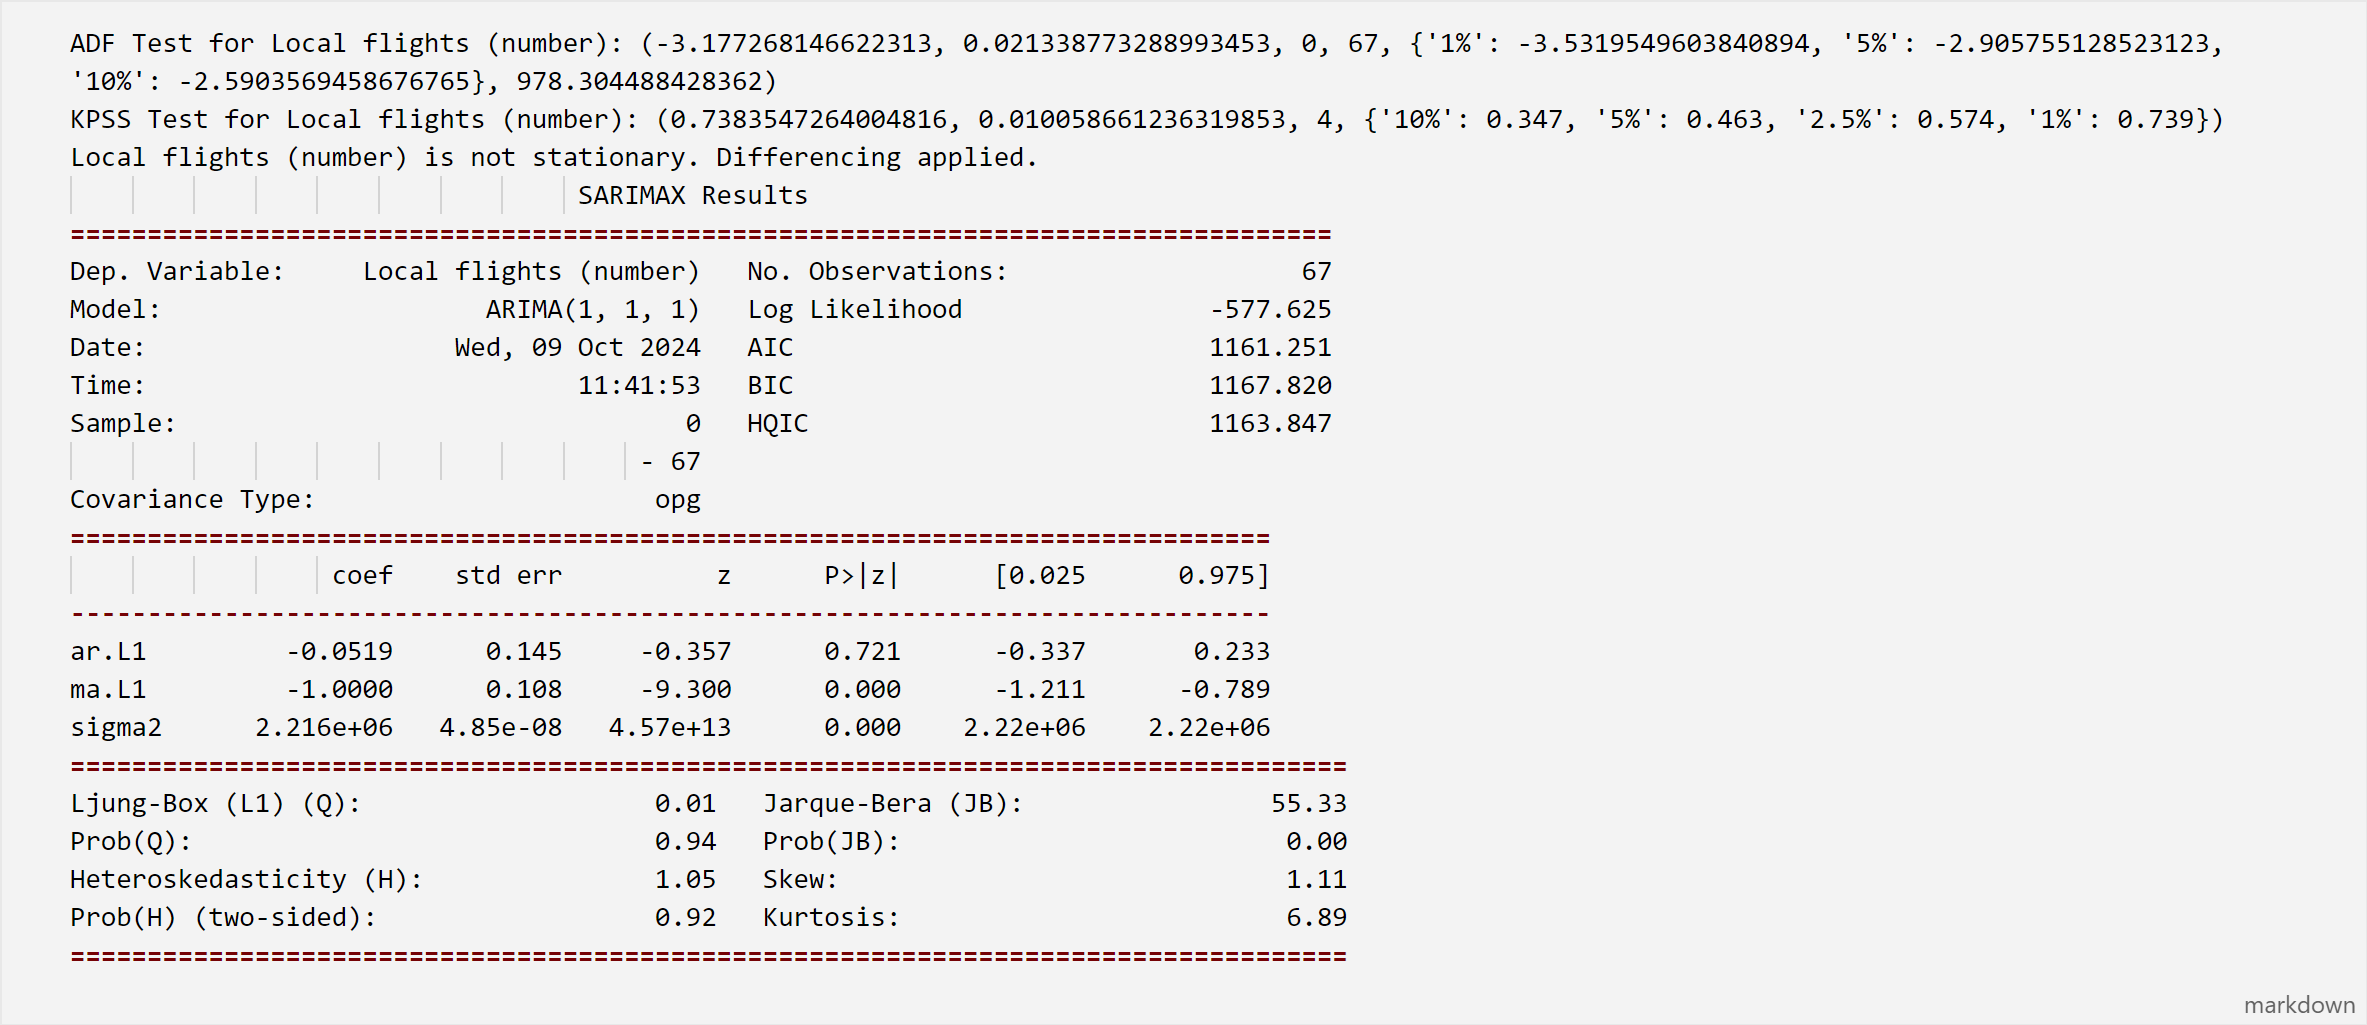 ADF Test for Local flights (number): (-3.177268146622313, 0.021338773288993453, 0, 67, {'1%': -3.5319549603840894, '5%': -2.905755128523123,
'10%': -2.5903569458676765}, 978.304488428362)
KPSS Test for Local flights (number): (0.7383547264004816, 0.010058661236319853, 4, {'10%': 0.347, '5%': 0.463, '2.5%': 0.574, '1%': 0.739})
Local flights (number) is not stationary. Differencing applied.
SARIMAX Results
==================================================================================
Dep. Variable:     Local flights (number)   No. Observations:                   67
Model:                     ARIMA(1, 1, 1)   Log Likelihood                -577.625
Date:                    Wed, 09 Oct 2024   AIC                           1161.251
Time:                            11:41:53   BIC                           1167.820
Sample:                                 0   HQIC                          1163.847
- 67
Covariance Type:                      opg
==============================================================================
coef    std err          z      P>|z|      [0.025      0.975]
------------------------------------------------------------------------------
ar.L1         -0.0519      0.145     -0.357      0.721      -0.337       0.233
ma.L1         -1.0000      0.108     -9.300      0.000      -1.211      -0.789
sigma2      2.216e+06   4.85e-08   4.57e+13      0.000    2.22e+06    2.22e+06
===================================================================================
Ljung-Box (L1) (Q):                   0.01   Jarque-Bera (JB):                55.33
Prob(Q):                              0.94   Prob(JB):                         0.00
Heteroskedasticity (H):               1.05   Skew:                             1.11
Prob(H) (two-sided):                  0.92   Kurtosis:                         6.89
===================================================================================
markdown